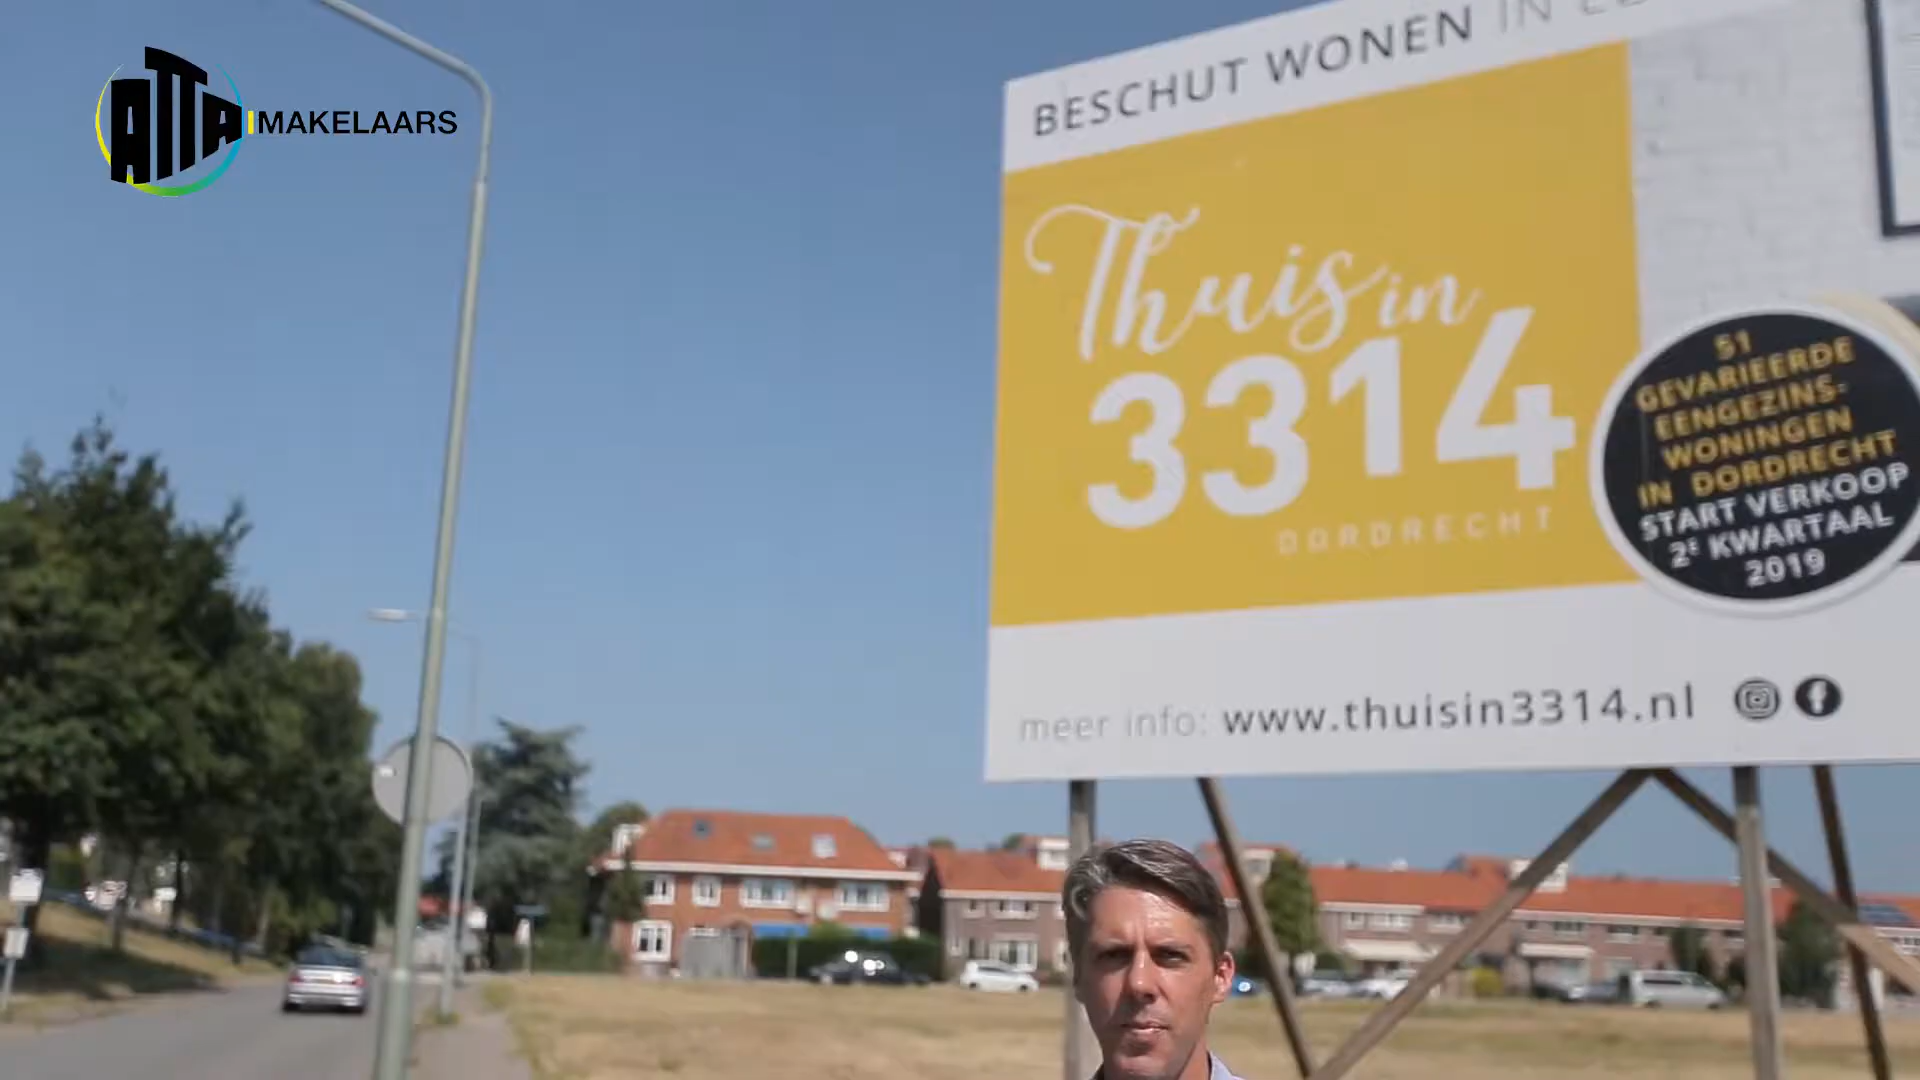 ATTA MAKELAARS
BESCHUT WONEN IN
Thuis in
3314
DORDRECHT
51
GEVARIEERDE
EENGEZINS-
WONINGEN
IN DORDRECHT
START VERKOOP
2E KWARTAAL
2019
meer info: www.thuisin3314.nl